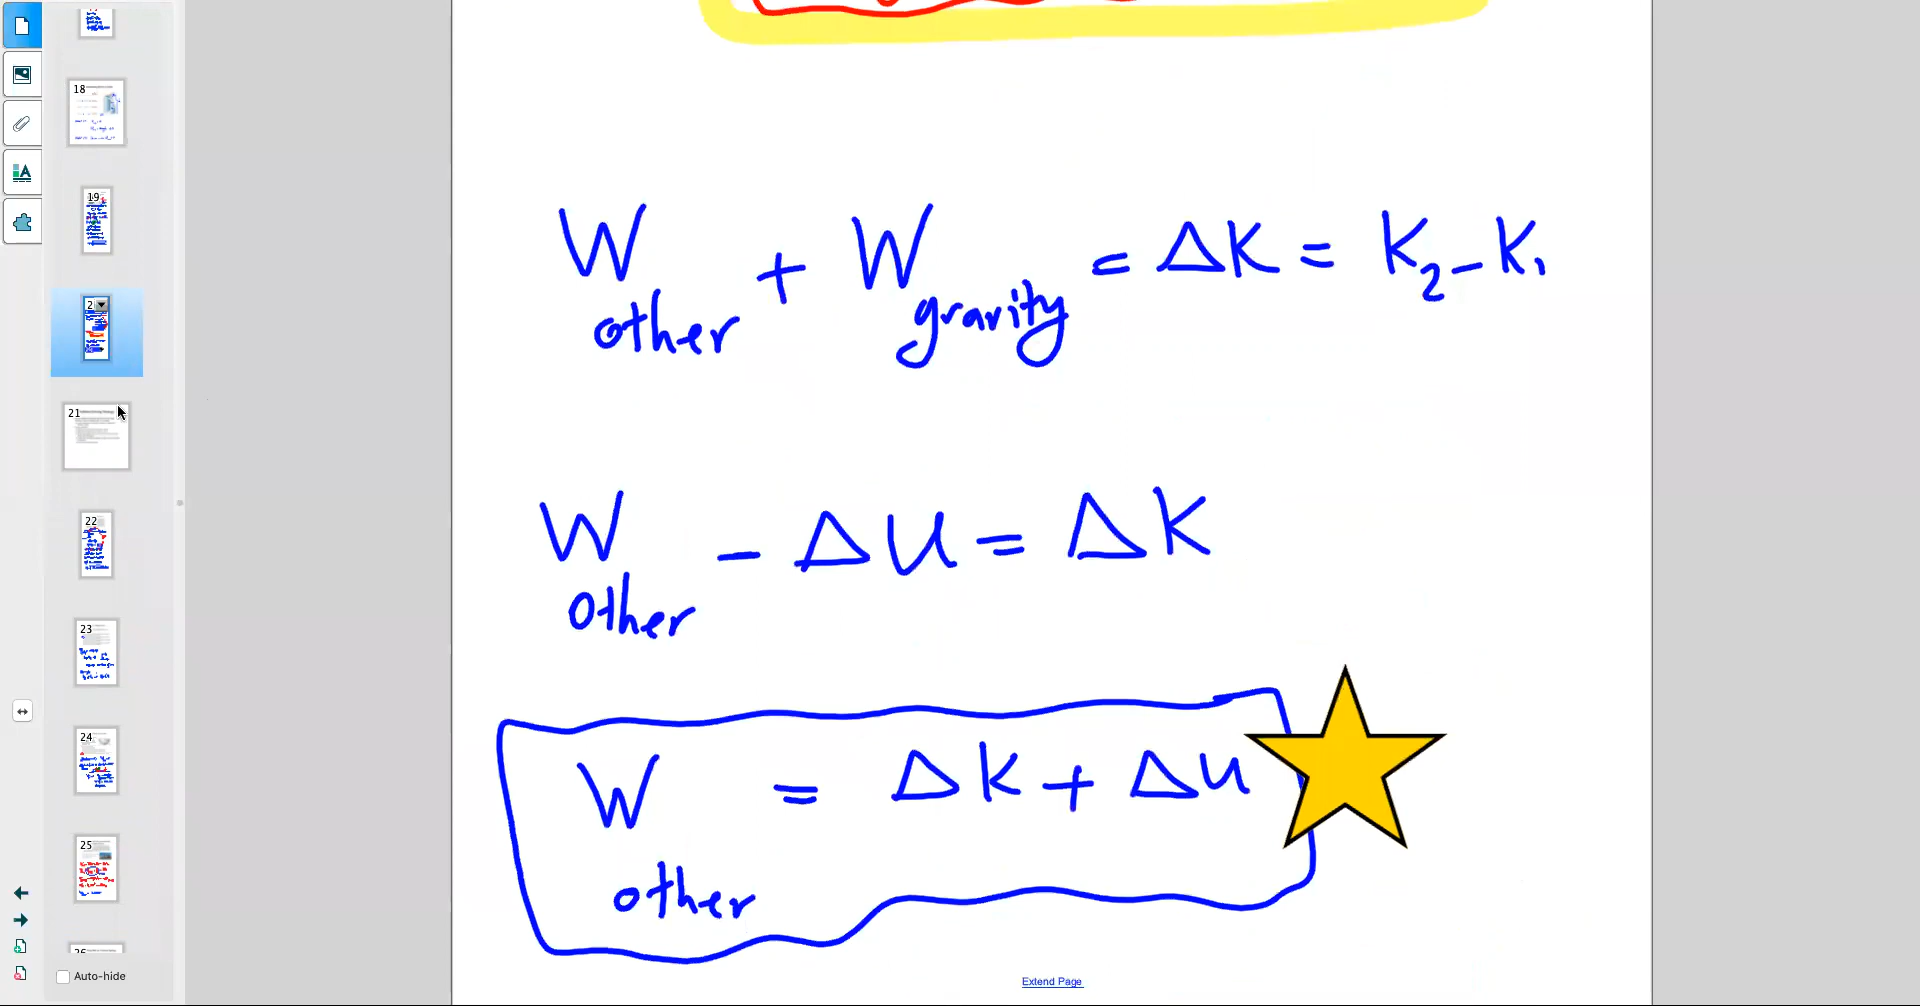 18
19
2
21
22
23
24
25
26
Auto-hide
W other + W gravity = ΔK = K₂ - K₁
W other - ΔU = ΔK
W other = ΔK + ΔU
Extend Page